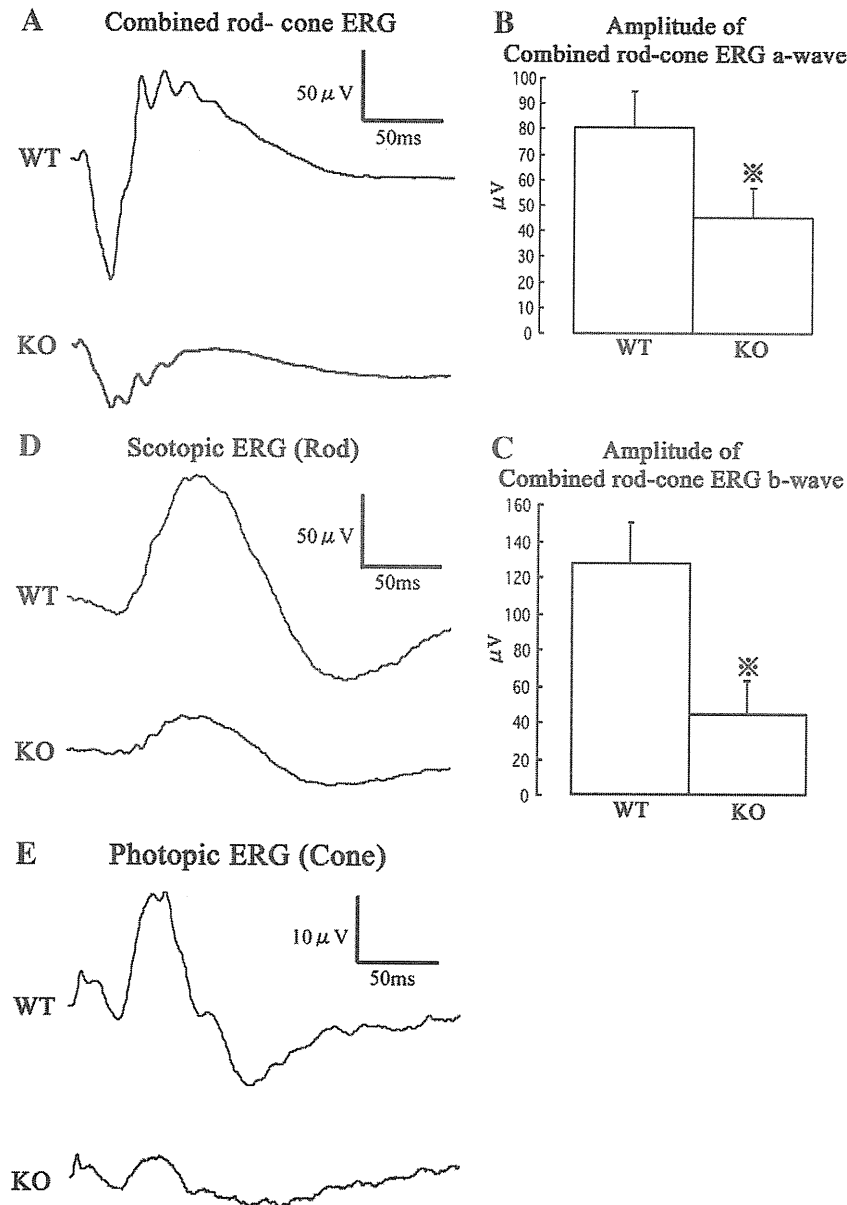 A Combined rod- cone ERG
50 μV
50ms
WT
KO
B Amplitude of
Combined rod-cone ERG a-wave
100
90
80
70
60
50
40
30
20
10
0
μV
※
WT KO
D Scotopic ERG (Rod)
50 μV
50ms
WT
KO
C Amplitude of
Combined rod-cone ERG b-wave
160
140
120
100
80
60
40
20
0
μV
※
WT KO
E Photopic ERG (Cone)
10 μV
50ms
WT
KO